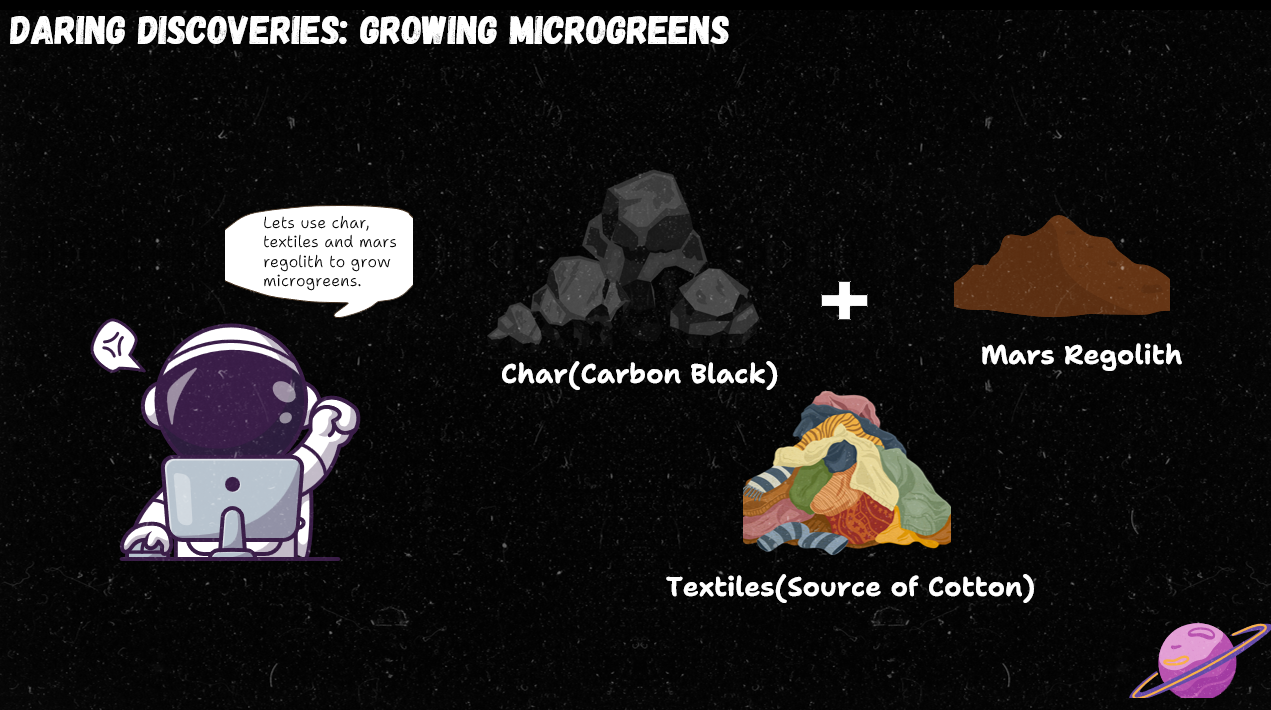 DARING DISCOVERIES: GROWING MICROGREENS
Lets use char,
textiles and mars
regolith to grow
microgreens.
Char(Carbon Black)
Mars Regolith
Textiles(Source of Cotton)